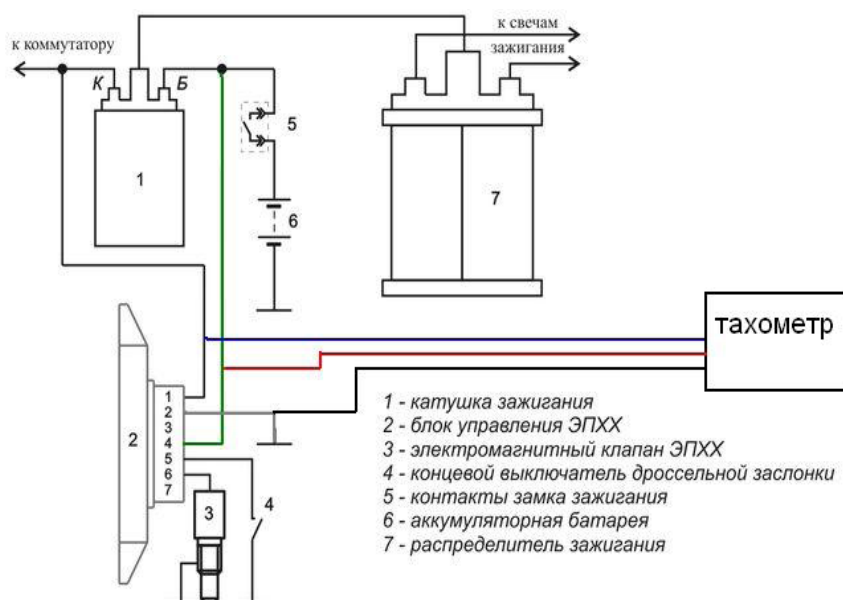 к свечам
зажигания
к коммутатору
К
Б
5
1
6
7
тахометр
1
2
3
4
5
6
7
2
3
4
1 - катушка зажигания
2 - блок управления ЭПХХ
3 - электромагнитный клапан ЭПХХ
4 - концевой выключатель дроссельной заслонки
5 - контакты замка зажигания
6 - аккумуляторная батарея
7 - распределитель зажигания